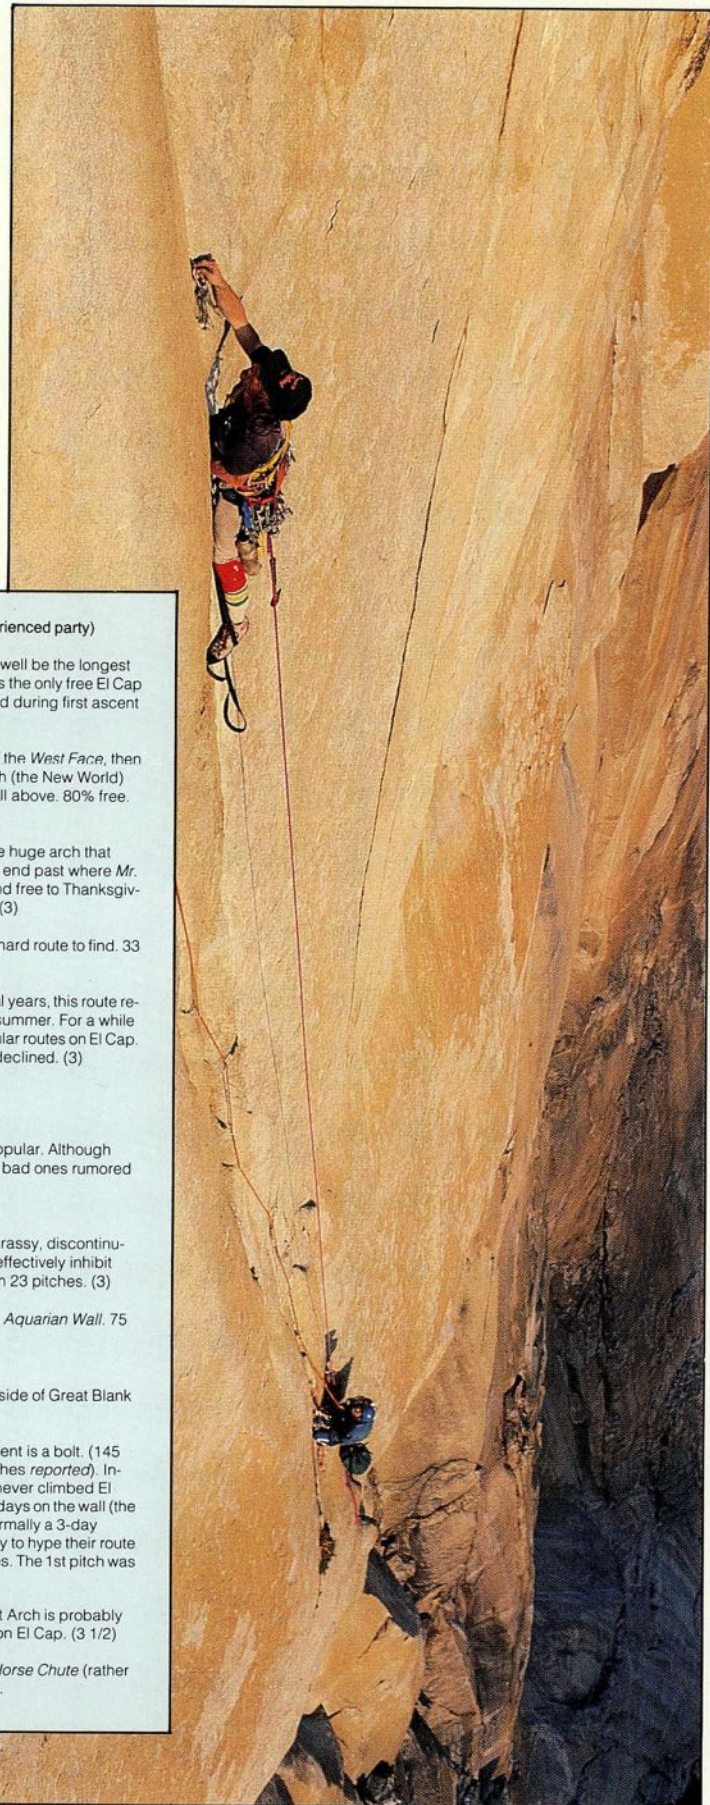 rienced party)
well be the longest
s the only free El Cap
d during first ascent
f the West Face, then
h (the New World)
ll above. 80% free.
e huge arch that
end past where Mr.
nd free to Thanksgiv-
(3)
hard route to find. 33
al years, this route re-
summer. For a while
ular routes on El Cap.
declined. (3)
opular. Although
bad ones rumored
rassy, discontinu-
effectively inhibit
n 23 pitches. (3)
Aquarian Wall. 75
side of Great Blank
ent is a bolt. (145
hes reported). In-
never climbed El
days on the wall (the
rmally a 3-day
y to hype their route
es. The 1st pitch was
t Arch is probably
on El Cap. (3 1/2)
Horse Chute (rather